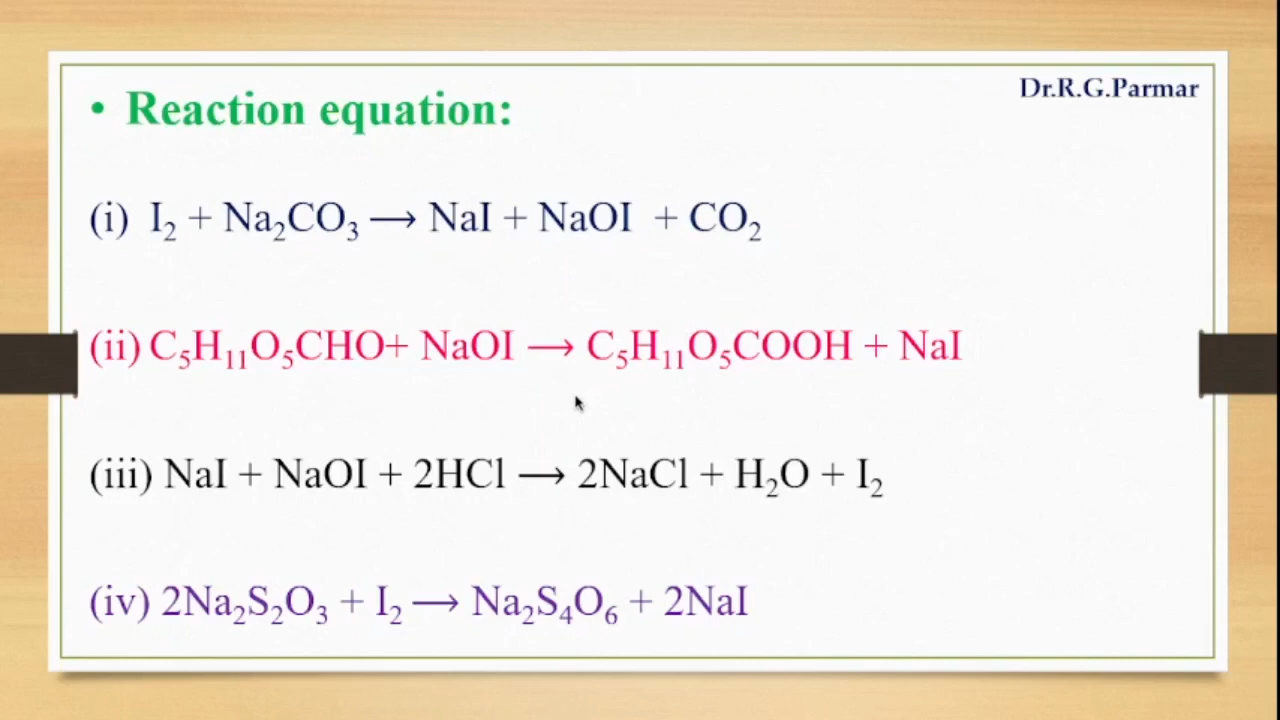 Dr.R.G.Parmar
• Reaction equation:
(i) I₂ + Na₂CO₃ ⟶ NaI + NaOI + CO₂
(ii) C₅H₁₁O₅CHO+ NaOI ⟶ C₅H₁₁O₅COOH + NaI
(iii) NaI + NaOI + 2HCl ⟶ 2NaCl + H₂O + I₂
(iv) 2Na₂S₂O₃ + I₂ ⟶ Na₂S₄O₆ + 2NaI